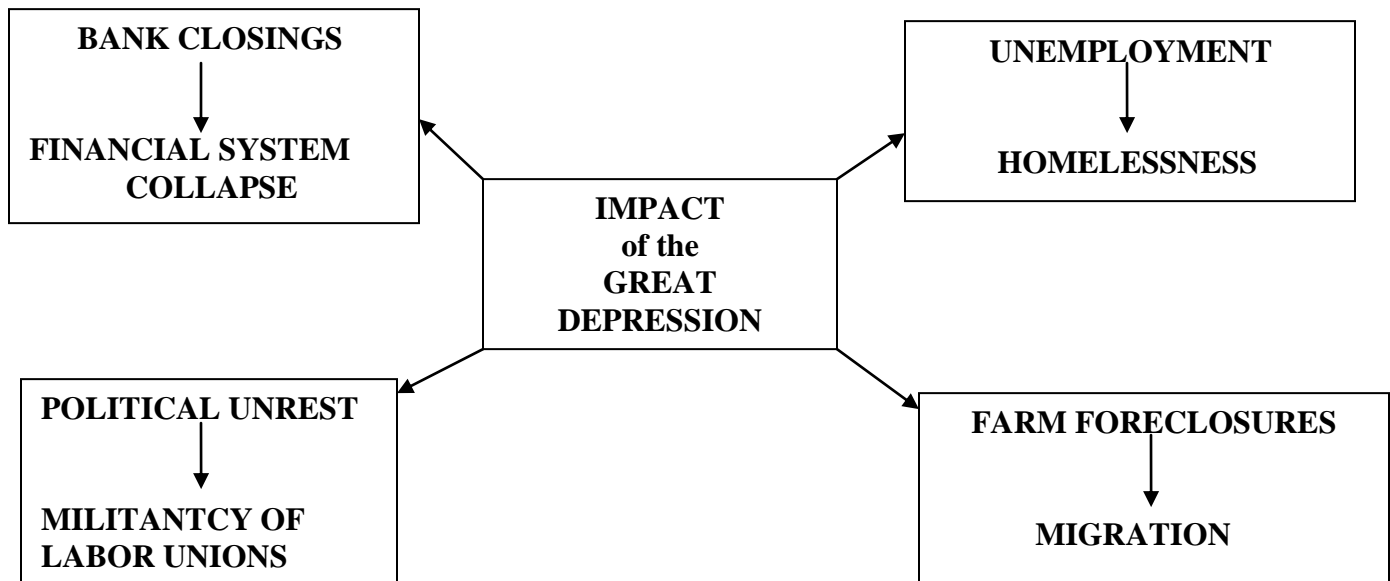 BANK CLOSINGS
FINANCIAL SYSTEM
COLLAPSE
UNEMPLOYMENT
HOMELESSNESS
IMPACT
of the
GREAT
DEPRESSION
POLITICAL UNREST
MILITANTCY OF
LABOR UNIONS
FARM FORECLOSURES
MIGRATION